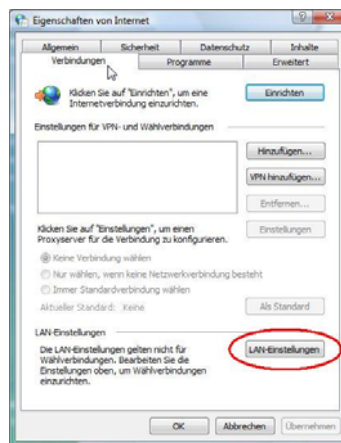 Eigenschaften von Internet
Allgemein Sicherheit Datenschutz Inhalte
Verbindungen Programme Erweitert
Klicken Sie auf "Einrichten", um eine
Internetverbindung einzurichten.
Einrichten
Einstellungen für VPN- und Wählverbindungen
Hinzufügen...
VPN hinzufügen...
Entfernen...
Klicken Sie auf "Einstellungen", um einen
Proxyserver für die Verbindung zu konfigurieren.
Einstellungen
Keine Verbindung wählen
Nur wählen, wenn keine Netzwerkverbindung besteht
Immer Standardverbindung wählen
Aktueller Standard: Keine
Als Standard
LAN-Einstellungen
Die LAN-Einstellungen gelten nicht für
Wählverbindungen. Bearbeiten Sie die
Einstellungen oben, um Wählverbindungen
einzurichten.
LAN-Einstellungen
OK Abbrechen Übernehmen